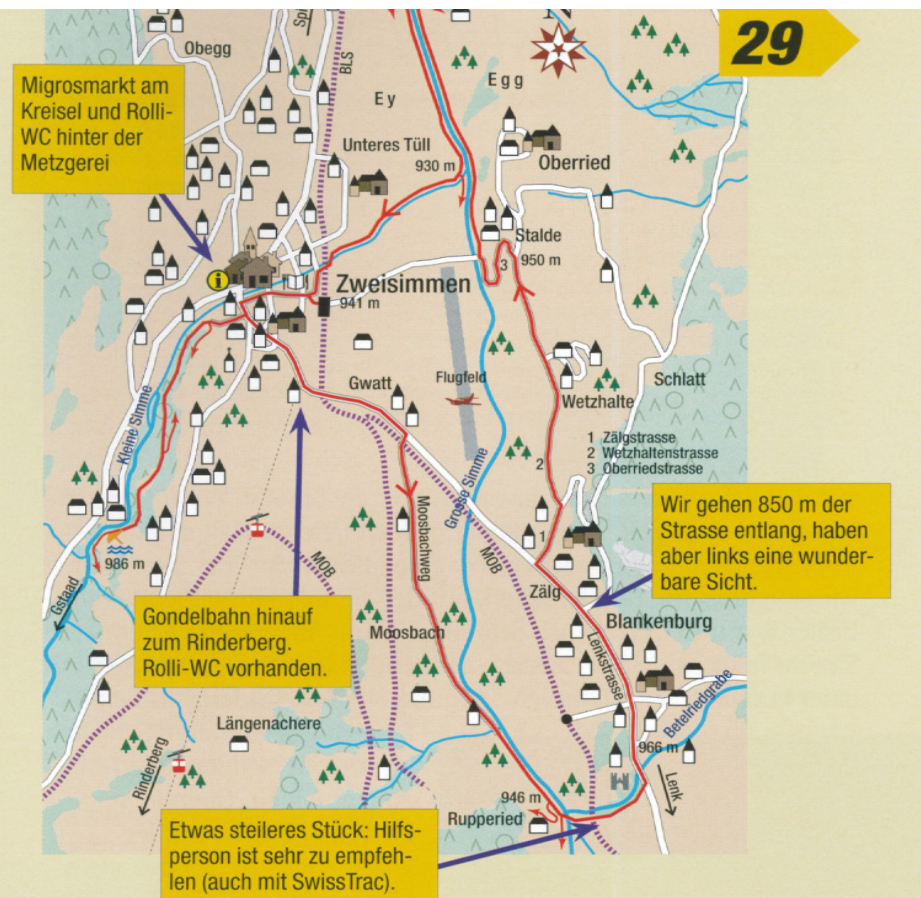 29
Obegg
BLS
Egg
Ey
Migrosmarkt am
Kreisel und Rolli-
WC hinter der
Metzgerei
Unteres Tüll
930 m
Oberried
Stalde
950 m
3
i
Zweisimmen
941 m
Gwatt
Flugfeld
Schlatt
Wetzhalte
1 Zälgstrasse
2 Wetzhaltenstrasse
3 Oberriedstrasse
Kleine Simme
Grosse Simme
2
1
Moosbachweg
MOB
MOB
Wir gehen 850 m der
Strasse entlang, haben
aber links eine wunder-
bare Sicht.
986 m
Gstaad
Zälg
Gondelbahn hinauf
zum Rinderberg.
Rolli-WC vorhanden.
Moosbach
Blankenburg
Lenkstrasse
Betelriedgrabe
Längenachere
966 m
Rinderberg
Lenk
946 m
Rupperied
Etwas steileres Stück: Hilfs-
person ist sehr zu empfeh-
len (auch mit SwissTrac).